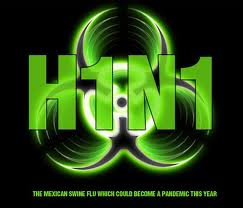 H1N1
THE MEXICAN SWINE FLU WHICH COULD BECOME A PANDEMIC THIS YEAR